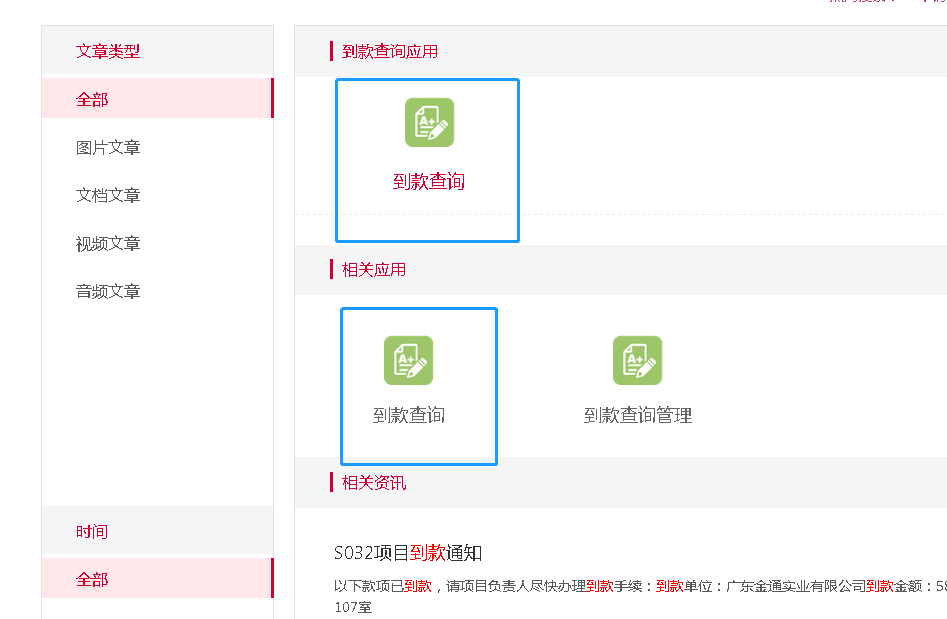 文章类型
全部
图片文章
文档文章
视频文章
音频文章
时间
全部
到款查询应用
A+
到款查询
相关应用
A+
到款查询
A+
到款查询管理
相关资讯
S032项目到款通知
以下款项已到款，请项目负责人尽快办理到款手续：到款单位：广东金通实业有限公司到款金额：58
107室